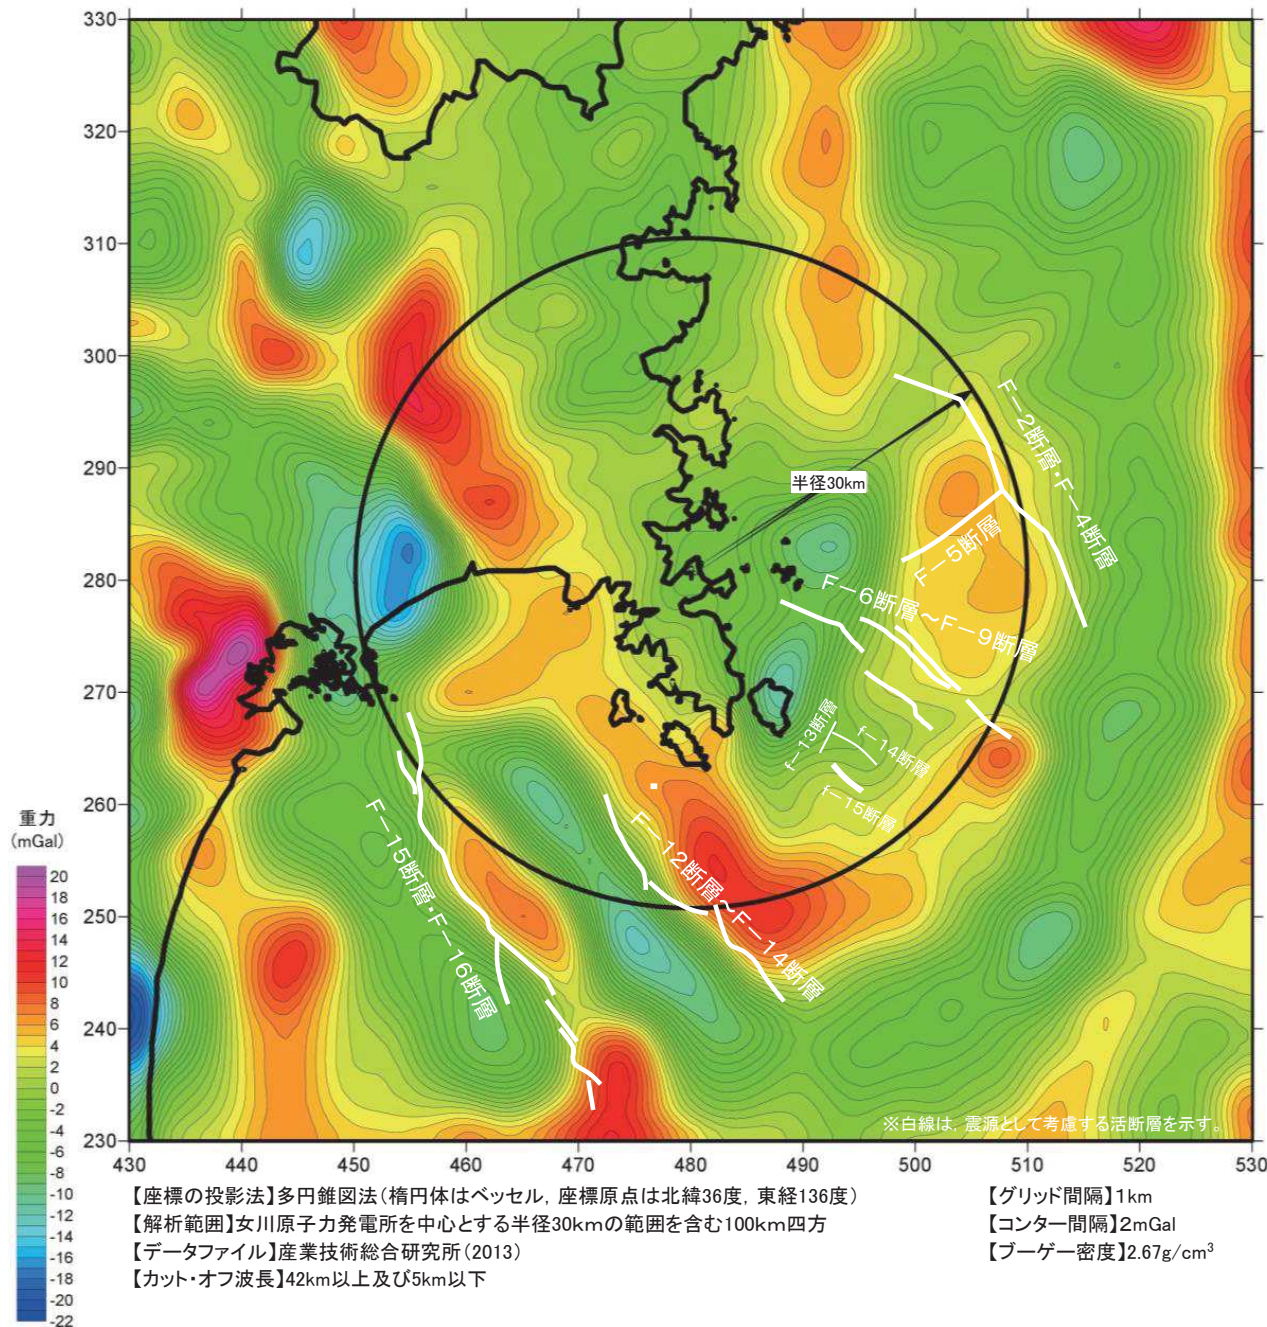 330
320
310
300
290
280
270
260
250
240
230
430
440
450
460
470
480
490
500
510
520
530
半径30km
F-2断層・F-4断層
F-5断層
F-6断層~F-9断層
f-13断層
f-14断層
f-15断層
F-12断層~F-14断層
F-15断層・F-16断層
※白線は,震源として考慮する活断層を示す。
重力
(mGal)
20
18
16
14
12
10
8
6
4
2
0
-2
-4
-6
-8
-10
-12
-14
-16
-18
-20
-22
【座標の投影法】多円錐図法(楕円体はベッセル,座標原点は北緯36度,東経136度)
【解析範囲】女川原子力発電所を中心とする半径30kmの範囲を含む100km四方
【データファイル】産業技術総合研究所(2013)
【カット・オフ波長】42km以上及び5km以下
【グリッド間隔】1km
【コンター間隔】2mGal
【ブーゲー密度】2.67g/cm³